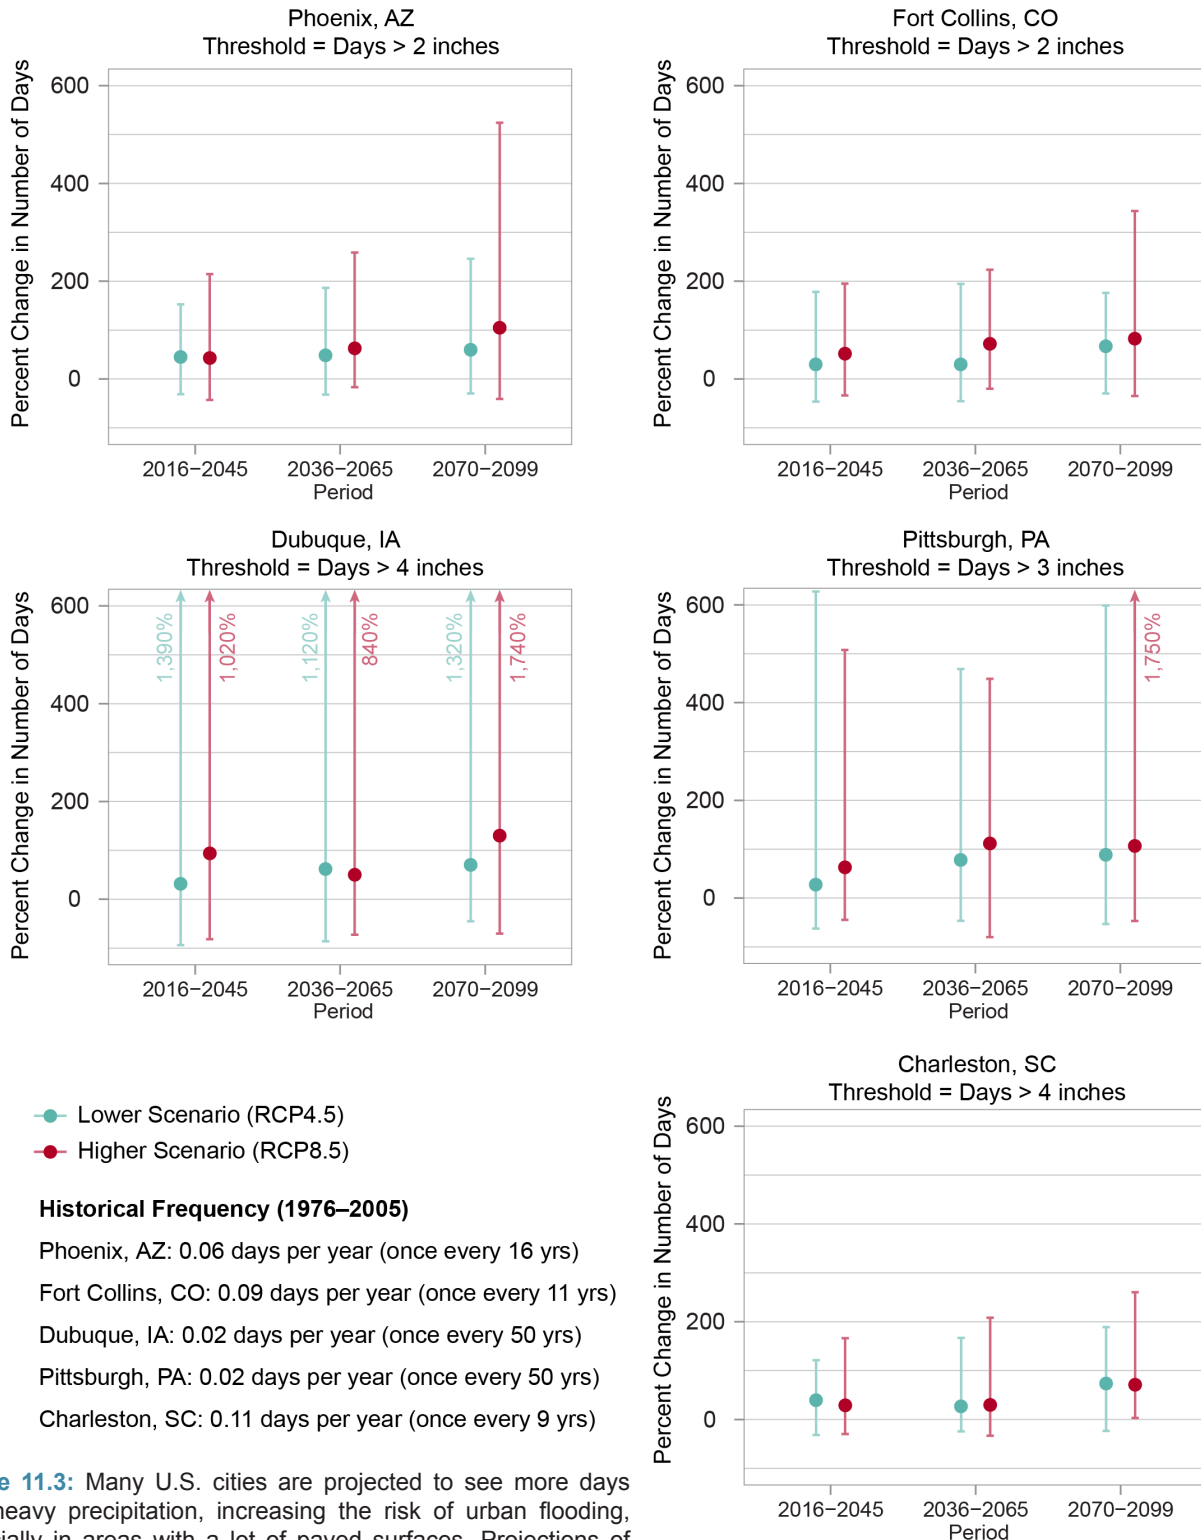 Phoenix, AZ
Threshold = Days > 2 inches
Percent Change in Number of Days
600
400
200
0
2016–2045
2036–2065
2070–2099
Period
Fort Collins, CO
Threshold = Days > 2 inches
Percent Change in Number of Days
600
400
200
0
2016–2045
2036–2065
2070–2099
Period
Dubuque, IA
Threshold = Days > 4 inches
Percent Change in Number of Days
600
400
200
0
1,390%
1,020%
1,120%
840%
1,320%
1,740%
2016–2045
2036–2065
2070–2099
Period
Pittsburgh, PA
Threshold = Days > 3 inches
Percent Change in Number of Days
600
400
200
0
1,750%
2016–2045
2036–2065
2070–2099
Period
Lower Scenario (RCP4.5)
Higher Scenario (RCP8.5)
Historical Frequency (1976–2005)
Phoenix, AZ: 0.06 days per year (once every 16 yrs)
Fort Collins, CO: 0.09 days per year (once every 11 yrs)
Dubuque, IA: 0.02 days per year (once every 50 yrs)
Pittsburgh, PA: 0.02 days per year (once every 50 yrs)
Charleston, SC: 0.11 days per year (once every 9 yrs)
Charleston, SC
Threshold = Days > 4 inches
Percent Change in Number of Days
600
400
200
0
2016–2045
2036–2065
2070–2099
Period
11.3: Many U.S. cities are projected to see more days
heavy precipitation, increasing the risk of urban flooding,
in areas with a lot of paved surfaces. Projections of